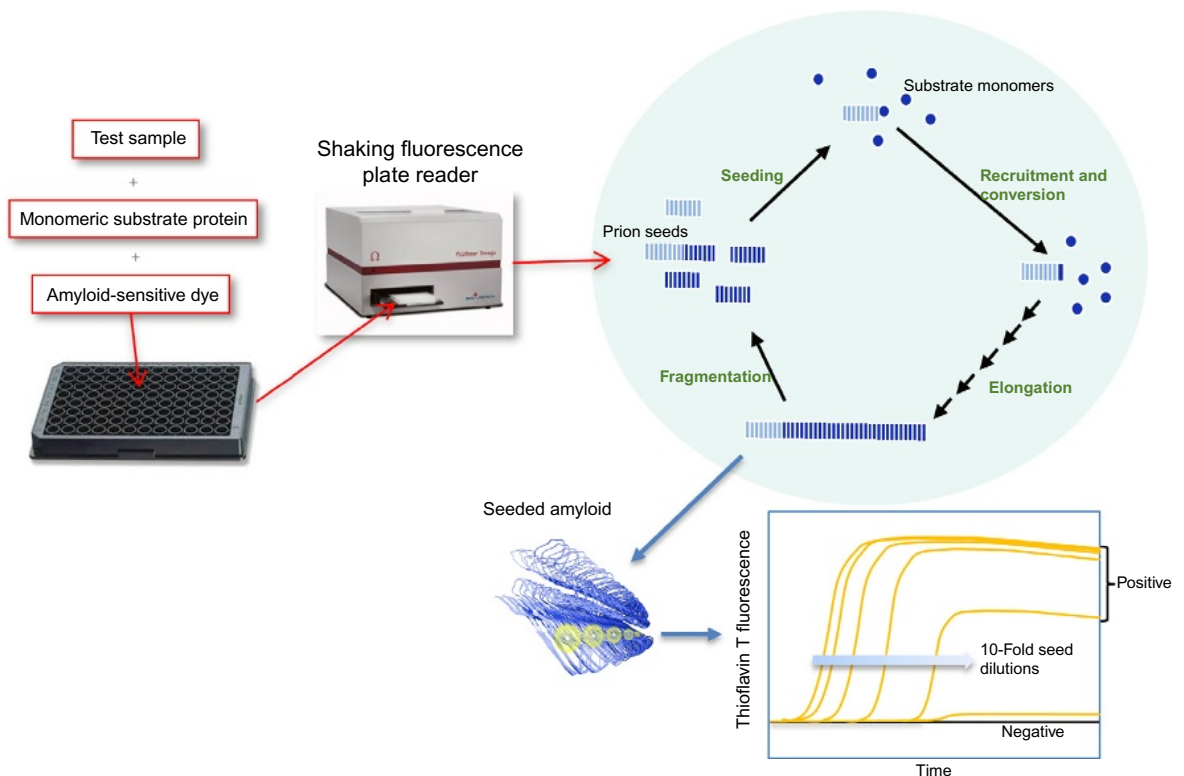 Test sample
+
Monomeric substrate protein
+
Amyloid-sensitive dye
Shaking fluorescence
plate reader
Ω
Substrate monomers
Seeding
Recruitment and
conversion
Prion seeds
Fragmentation
Elongation
Seeded amyloid
Thioflavin T fluorescence
Positive
10-Fold seed
dilutions
Negative
Time